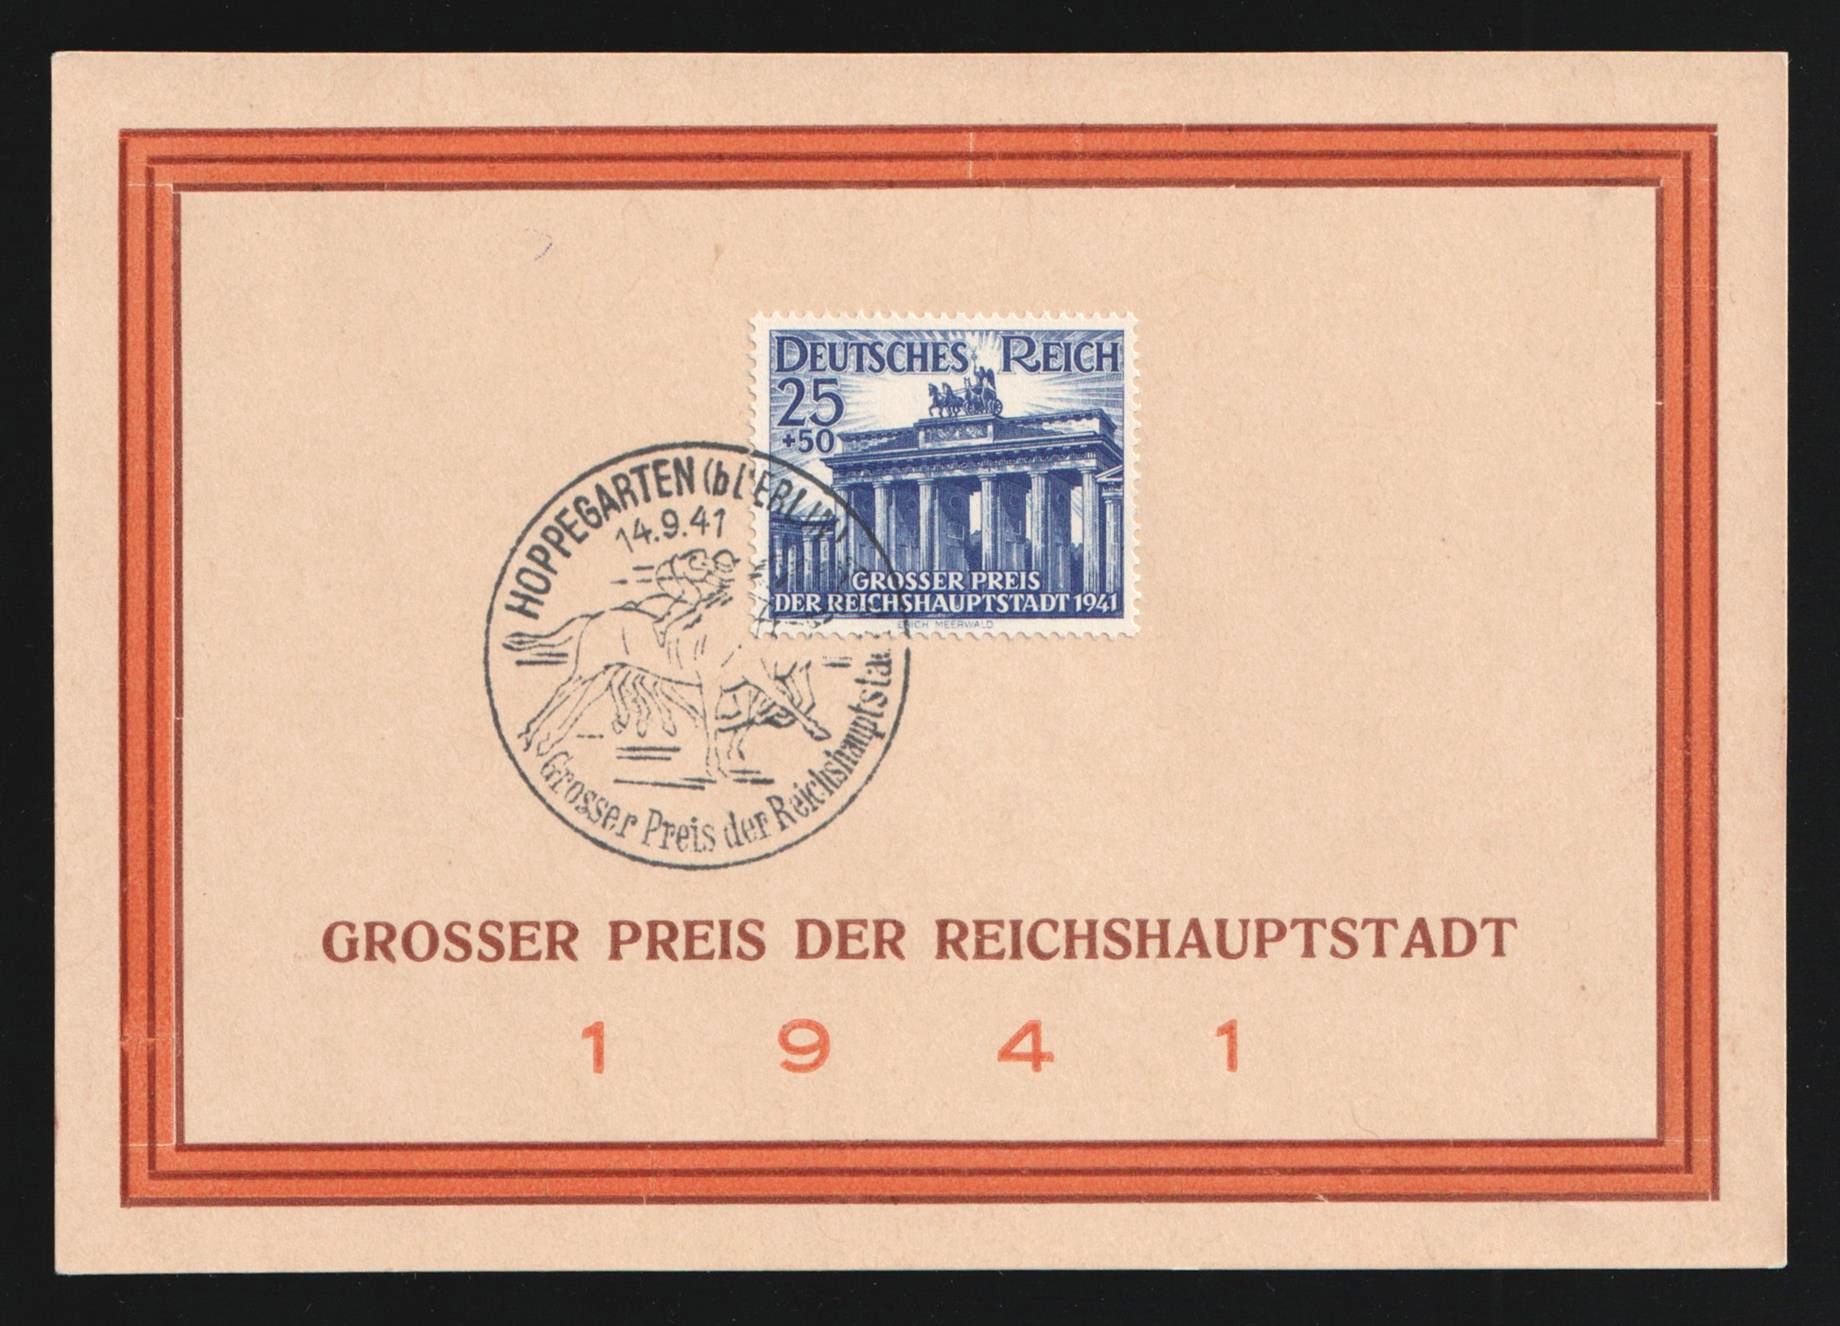 DEUTSCHES REICH
25
+50
GROSSER PREIS
DER REICHSHAUPTSTADT 1941
ERICH MEERWALD
HOPPEGARTEN (b BERLIN)
14.9.41
Grosser Preis der Reichshauptstadt
GROSSER PREIS DER REICHSHAUPTSTADT
1 9 4 1